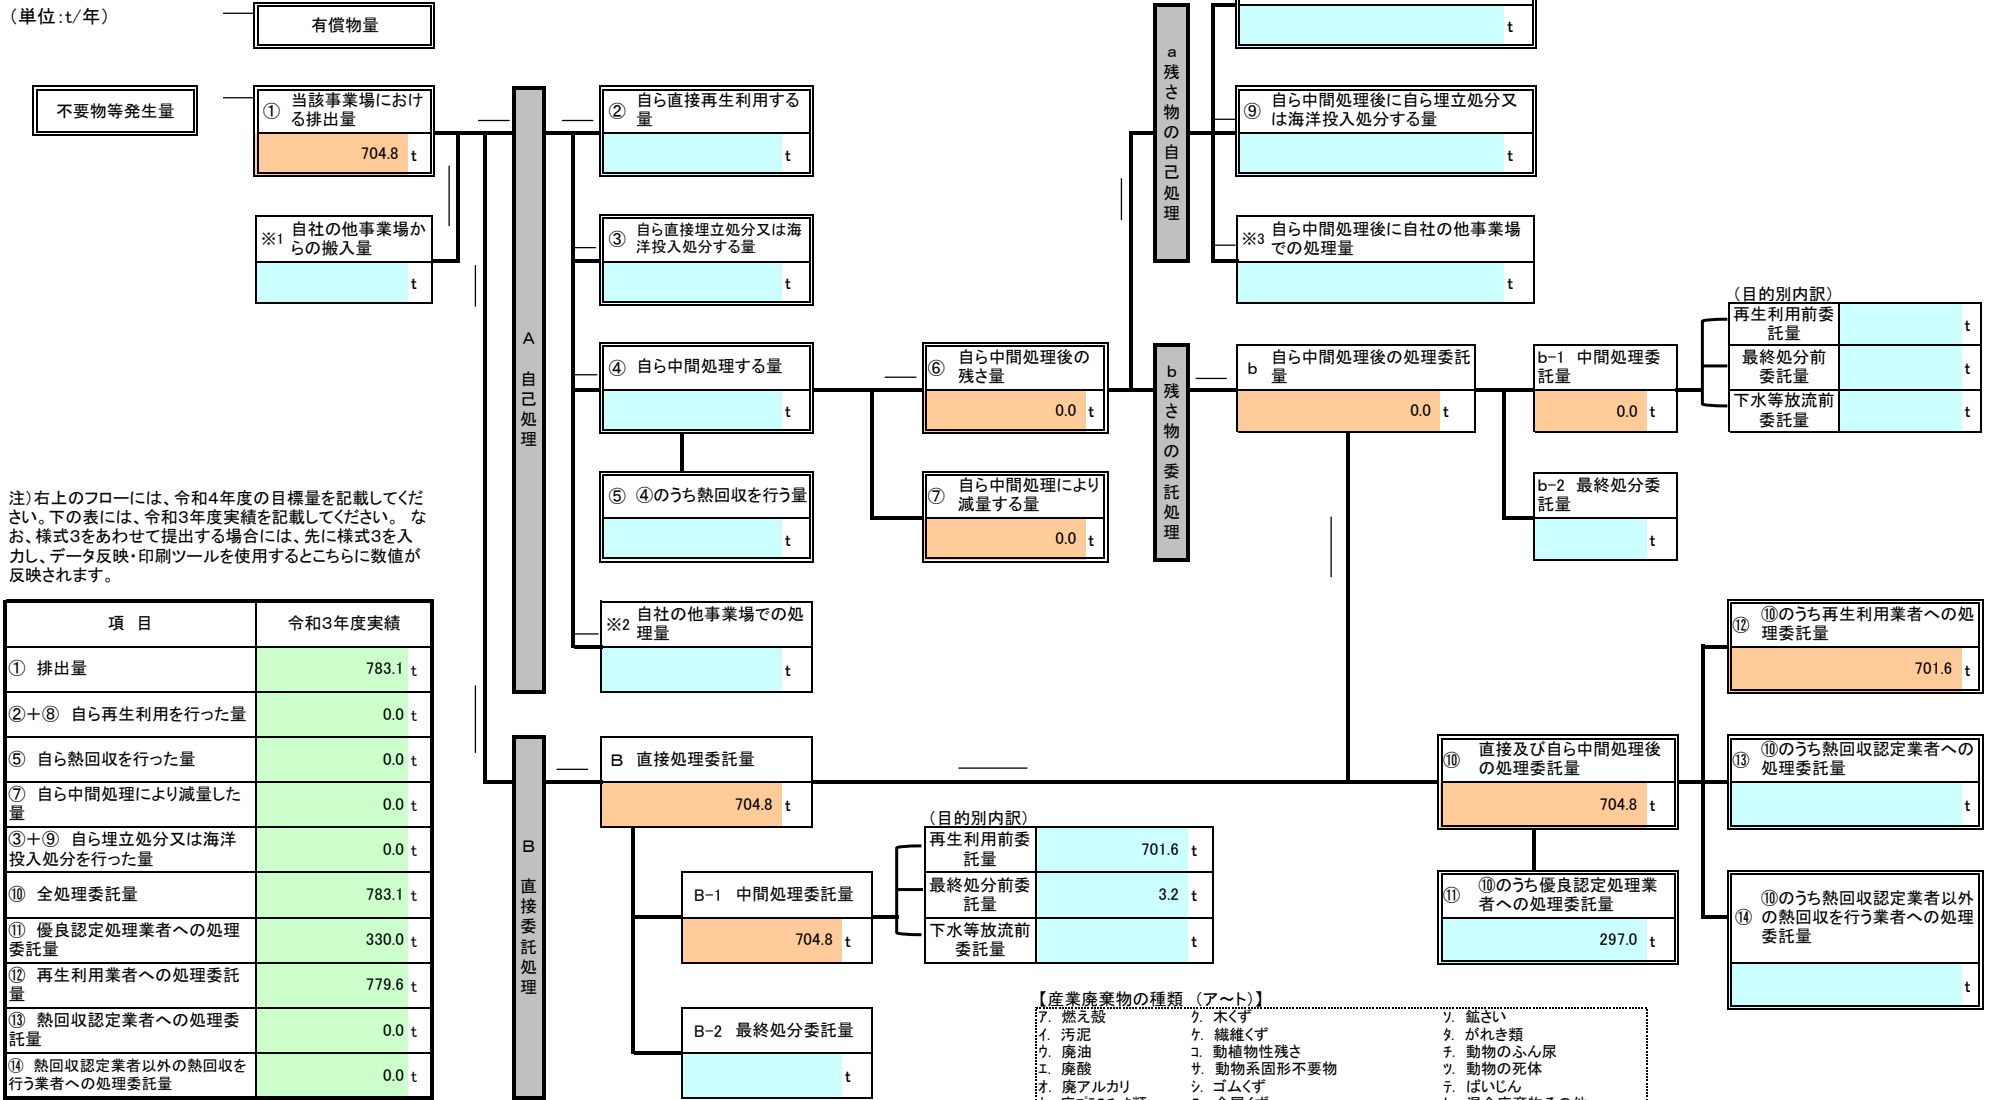 （単位:t/年）
有償物量
t
不要物等発生量
① 当該事業場におけ
る排出量
704.8 t
※1 自社の他事業場か
らの搬入量
t
A 自己処理
② 自ら直接再生利用する
量
t
③ 自ら直接埋立処分又は海
洋投入処分する量
t
④ 自ら中間処理する量
t
⑤ ④のうち熱回収を行う量
t
※2 自社の他事業場での処
理量
t
⑥ 自ら中間処理後の
残さ量
0.0 t
⑦ 自ら中間処理により
減量する量
0.0 t
a 残さ物の自己処理
⑨ 自ら中間処理後に自ら埋立処分又
は海洋投入処分する量
t
※3 自ら中間処理後に自社の他事業場
での処理量
t
b 残さ物の委託処理
b 自ら中間処理後の処理委託
量
0.0 t
b-1 中間処理委
託量
0.0 t
b-2 最終処分委
託量
t
（目的別内訳）
再生利用前委
託量
t
最終処分前
委託量
t
下水等放流前
委託量
t
注）右上のフローには、令和4年度の目標量を記載してくだ
さい。下の表には、令和3年度実績を記載してください。 な
お、様式3をあわせて提出する場合には、先に様式3を入
力し、データ反映・印刷ツールを使用するとこちらに数値が
反映されます。
項 目 令和3年度実績
① 排出量 783.1 t
②＋⑧ 自ら再生利用を行った量 0.0 t
⑤ 自ら熱回収を行った量 0.0 t
⑦ 自ら中間処理により減量した
量 0.0 t
③＋⑨ 自ら埋立処分又は海洋
投入処分を行った量 0.0 t
⑩ 全処理委託量 783.1 t
⑪ 優良認定処理業者への処理
委託量 330.0 t
⑫ 再生利用業者への処理委託
量 779.6 t
⑬ 熱回収認定業者への処理委
託量 0.0 t
⑭ 熱回収認定業者以外の熱回収を
行う業者への処理委託量 0.0 t
B 直接委託処理
B 直接処理委託量
704.8 t
B-1 中間処理委託量
704.8 t
B-2 最終処分委託量
t
（目的別内訳）
再生利用前委
託量
701.6 t
最終処分前委
託量
3.2 t
下水等放流前
委託量
t
⑩ 直接及び自ら中間処理後
の処理委託量
704.8 t
⑪ ⑩のうち優良認定処理業
者への処理委託量
297.0 t
⑫ ⑩のうち再生利用業者への処
理委託量
701.6 t
⑬ ⑩のうち熱回収認定業者への
処理委託量
t
⑭ ⑩のうち熱回収認定業者以外
の熱回収を行う業者への処理
委託量
t
【産業廃棄物の種類 （ア～ト）】
ア. 燃え殻 ク. 木くず ソ. 鉱さい
イ. 汚泥 ケ. 繊維くず タ. がれき類
ウ. 廃油 コ. 動植物性残さ チ. 動物のふん尿
エ. 廃酸 サ. 動物系固形不要物 ツ. 動物の死体
オ. 廃アルカリ シ. ゴムくず テ. ばいじん